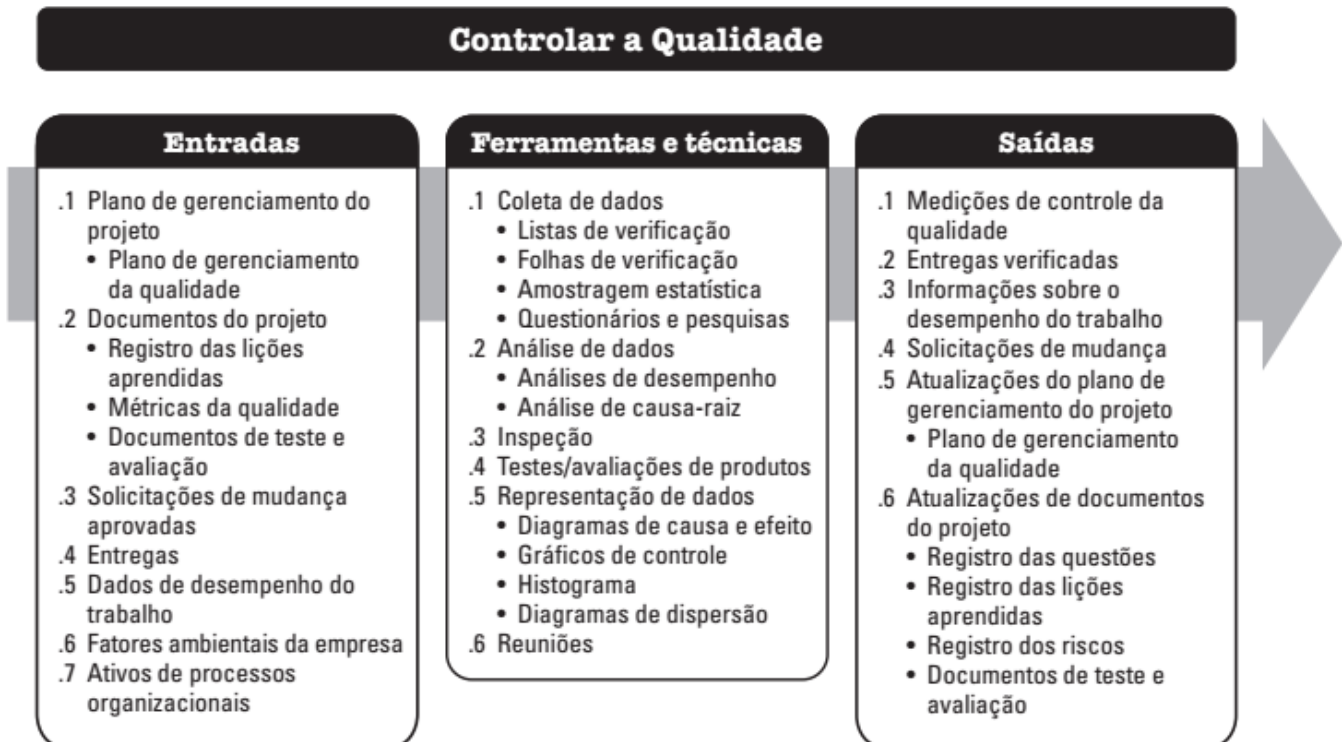 Controlar a Qualidade
Entradas
.1 Plano de gerenciamento do
projeto
• Plano de gerenciamento
da qualidade
.2 Documentos do projeto
• Registro das lições
aprendidas
• Métricas da qualidade
• Documentos de teste e
avaliação
.3 Solicitações de mudança
aprovadas
.4 Entregas
.5 Dados de desempenho do
trabalho
.6 Fatores ambientais da empresa
.7 Ativos de processos
organizacionais
Ferramentas e técnicas
.1 Coleta de dados
• Listas de verificação
• Folhas de verificação
• Amostragem estatística
• Questionários e pesquisas
.2 Análise de dados
• Análises de desempenho
• Análise de causa-raiz
.3 Inspeção
.4 Testes/avaliações de produtos
.5 Representação de dados
• Diagramas de causa e efeito
• Gráficos de controle
• Histograma
• Diagramas de dispersão
.6 Reuniões
Saídas
.1 Medições de controle da
qualidade
.2 Entregas verificadas
.3 Informações sobre o
desempenho do trabalho
.4 Solicitações de mudança
.5 Atualizações do plano de
gerenciamento do projeto
• Plano de gerenciamento
da qualidade
.6 Atualizações de documentos
do projeto
• Registro das questões
• Registro das lições
aprendidas
• Registro dos riscos
• Documentos de teste e
avaliação